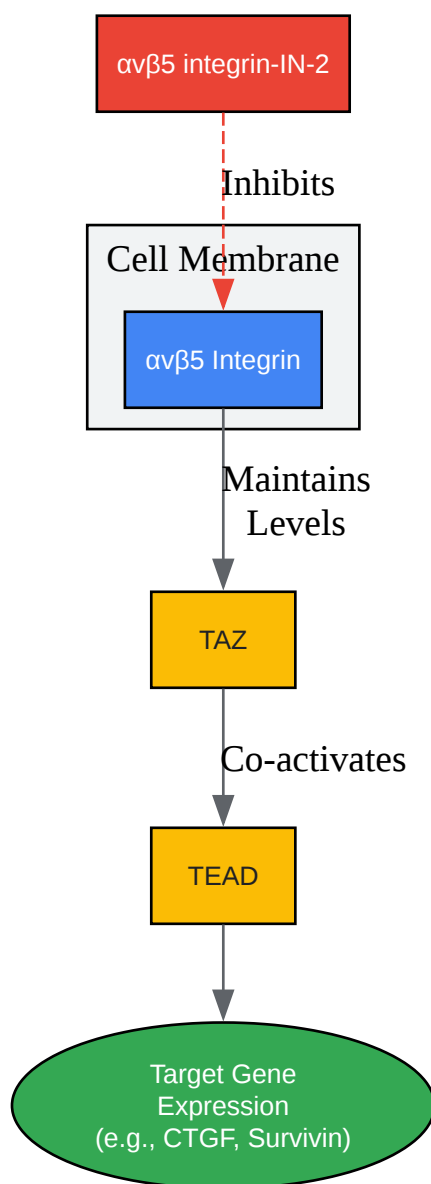 αvβ5 integrin-IN-2
Inhibits
Cell Membrane
αvβ5 Integrin
Maintains
Levels
TAZ
Co-activates
TEAD
Target Gene
Expression
(e.g., CTGF, Survivin)